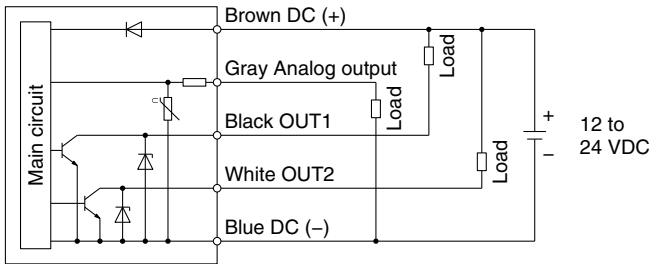 Brown DC (+)
Gray Analog output
Black OUT1
White OUT2
Blue DC (−)
Main circuit
Load
Load
Load
+
−
12 to
24 VDC